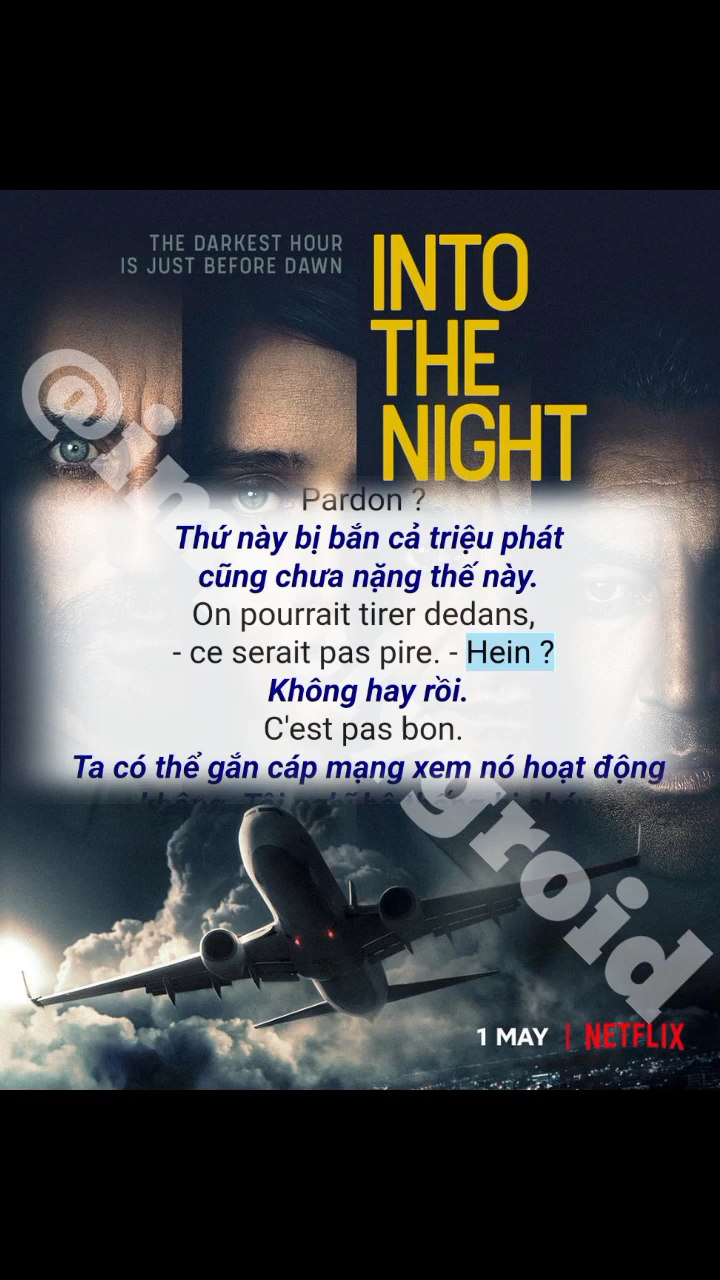 THE DARKEST HOUR
IS JUST BEFORE DAWN
INTO
THE
NIGHT
Pardon ?
Thứ này bị bắn cả triệu phát
cũng chưa nặng thế này.
On pourrait tirer dedans,
- ce serait pas pire. - Hein ?
Không hay rồi.
C'est pas bon.
Ta có thể gắn cáp mạng xem nó hoạt động
1 MAY | NETFLIX